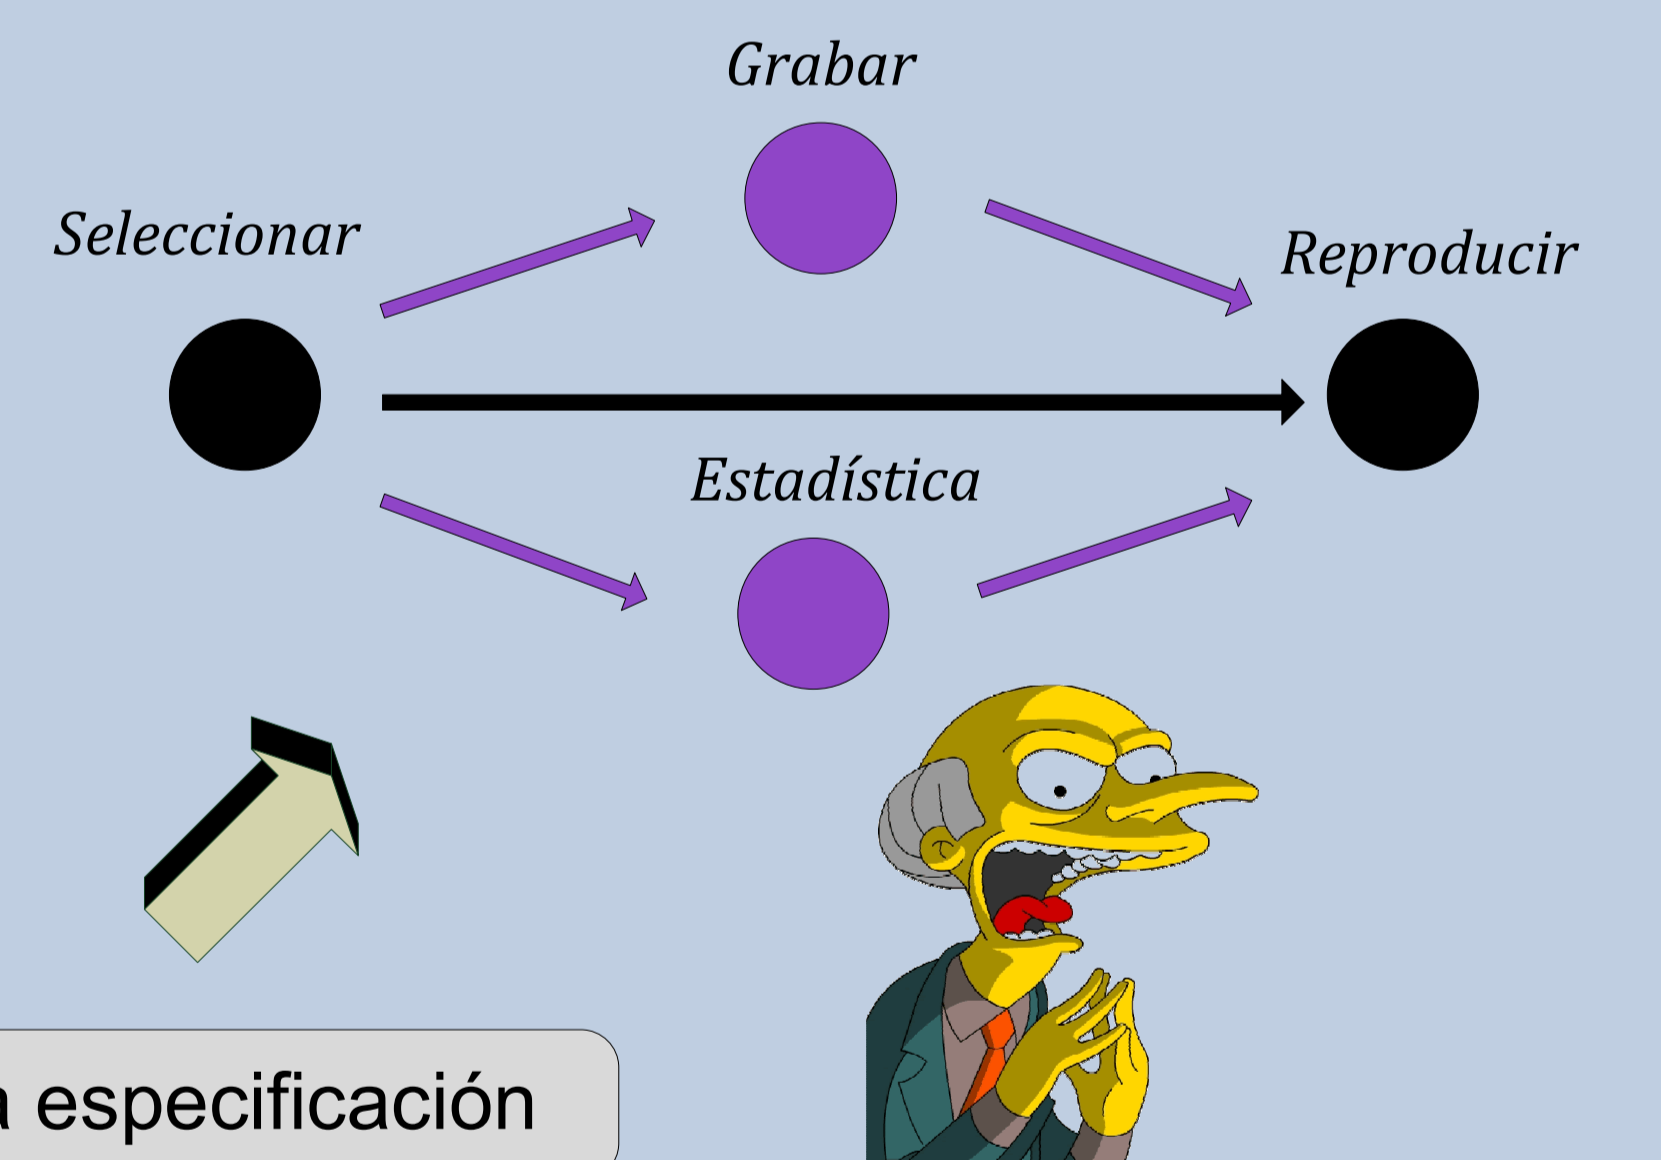 Grabar
Seleccionar
Reproducir
Estadística
especificación